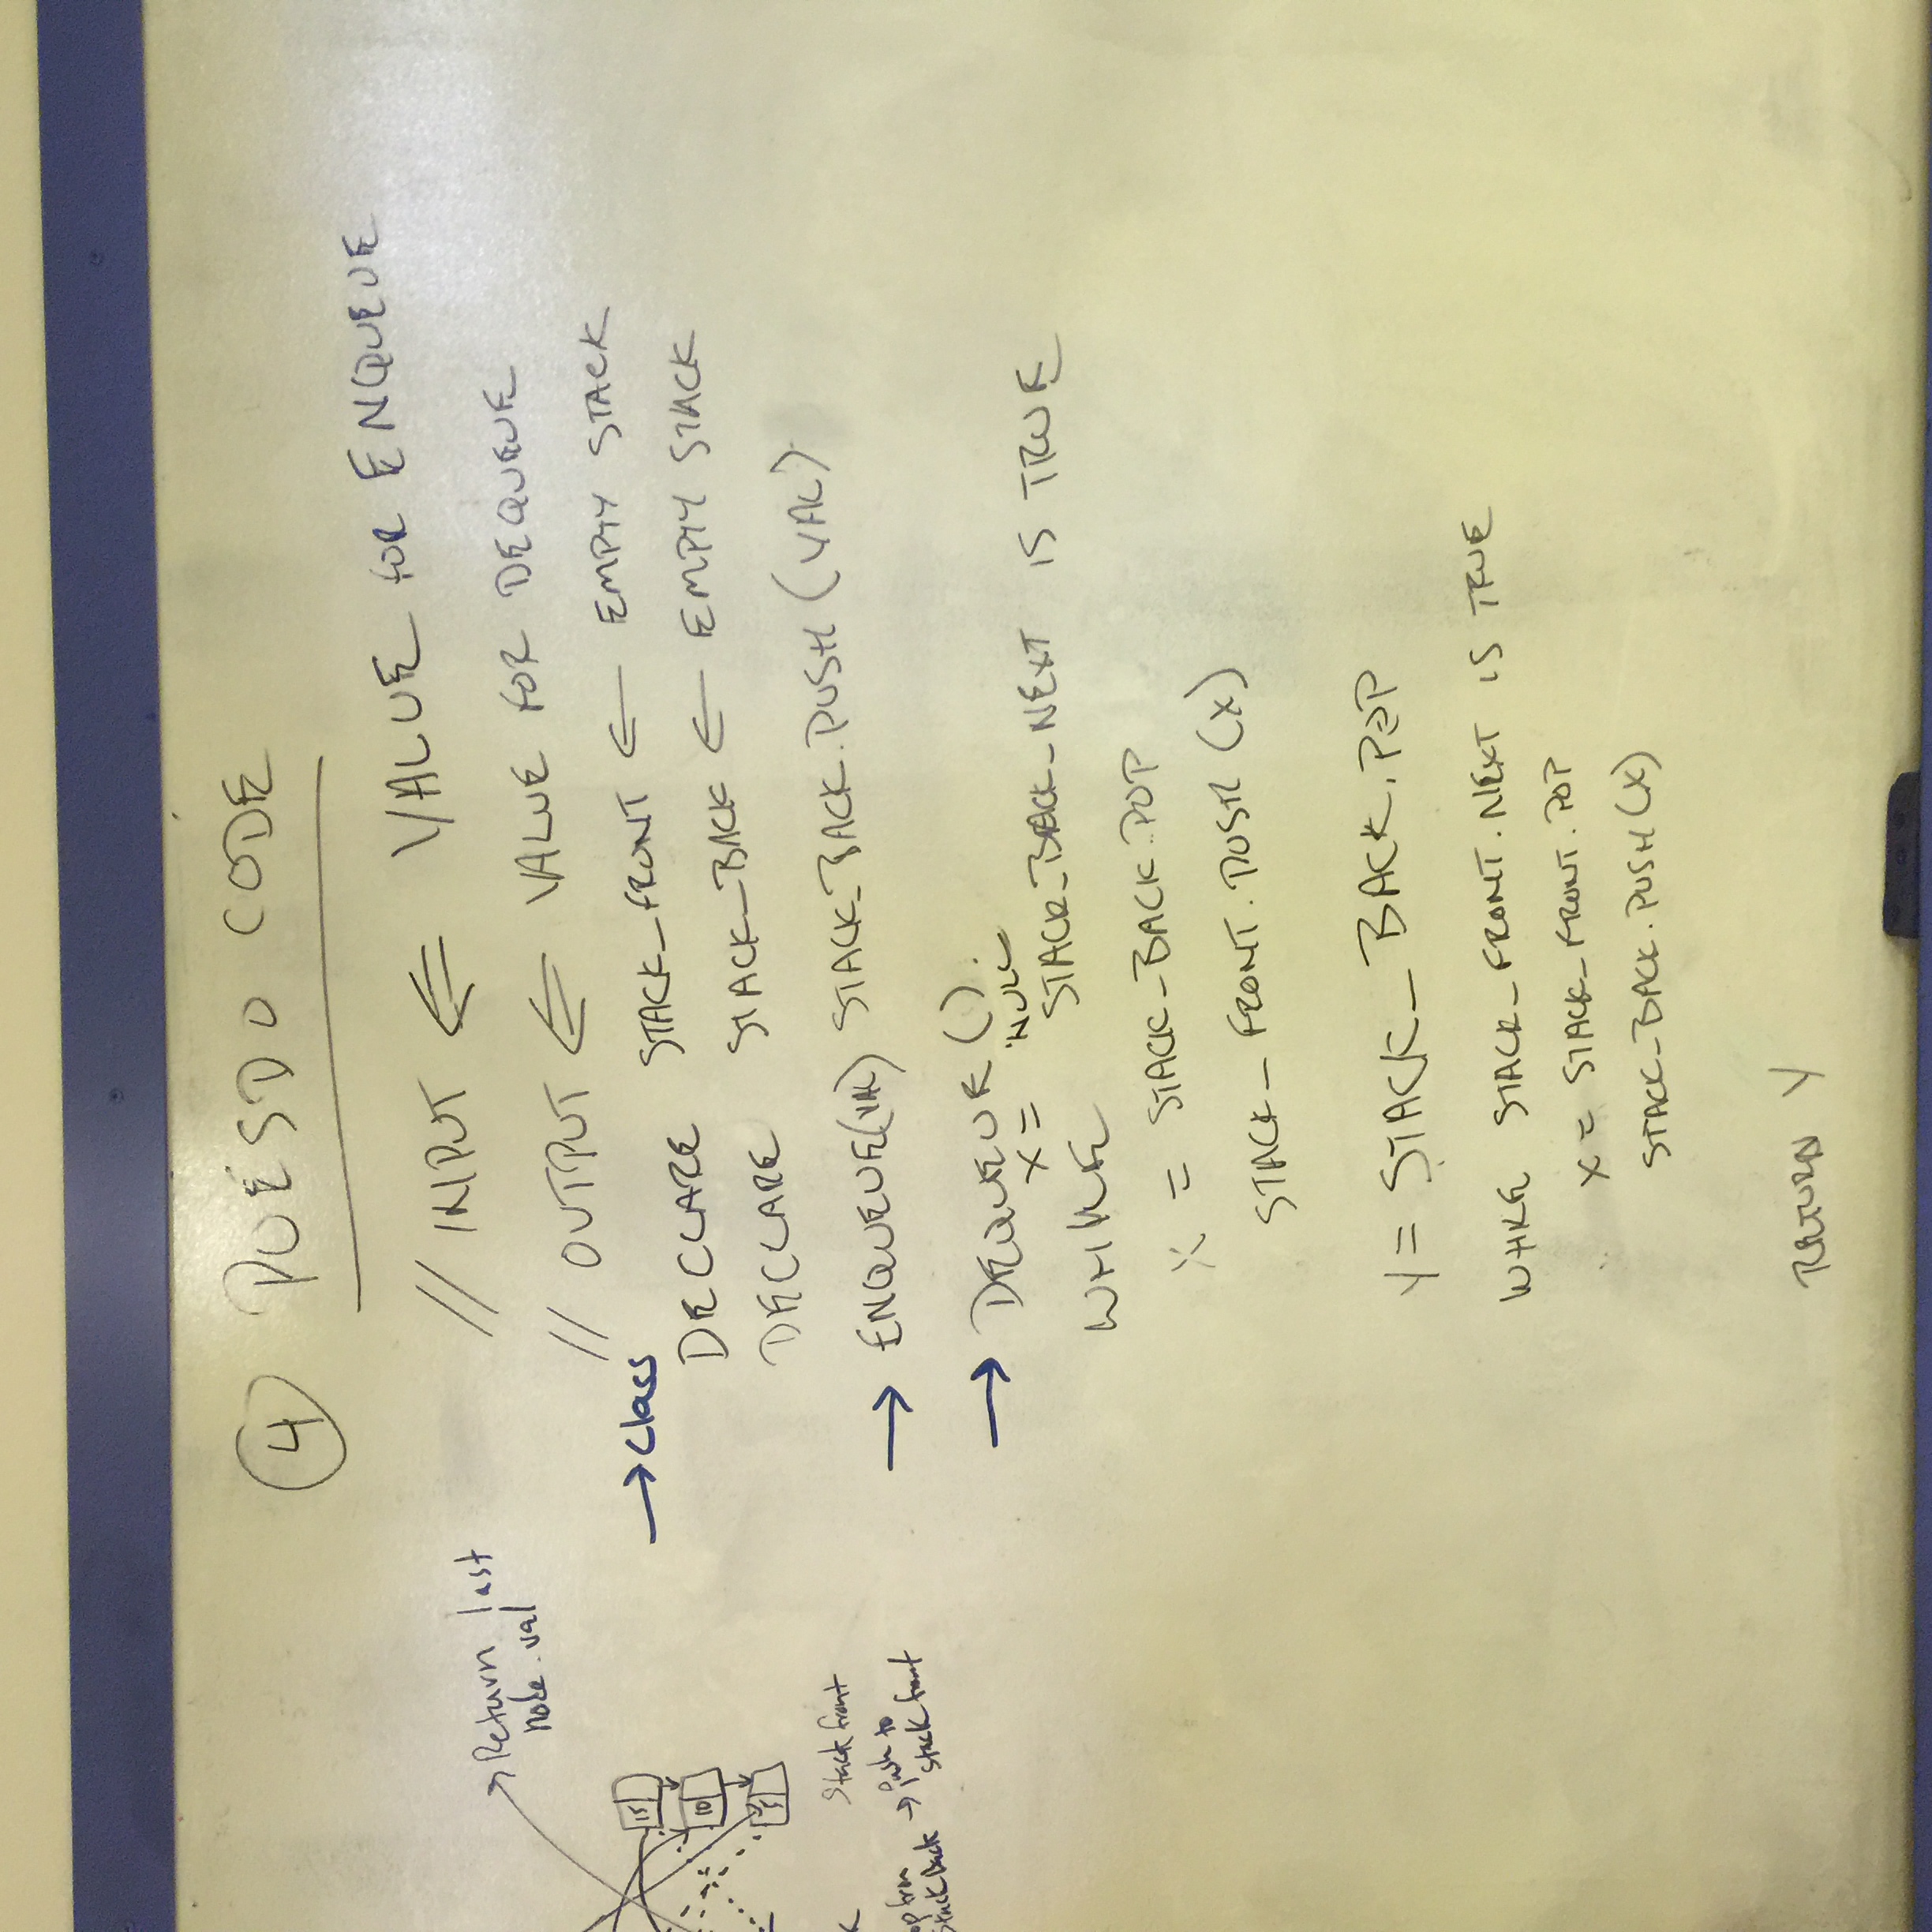 ④ PUESDO CODE
// INPUT ⇐ VALUE FOR ENQUEUE
// OUTPUT ⇐ VALUE FOR DEQUEUE
→ class
DECLARE STACK_FRONT ← EMPTY STACK
DECLARE STACK_BACK ← EMPTY STACK
→ ENQUEUE(VAL) STACK_BACK.PUSH(VAL)
→ DEQUEUE().
X = NULL
WHILE STACK_BACK_NEXT IS TRUE
X = STACK_BACK.POP
STACK_FRONT.PUSH(X)
Y = STACK_BACK.POP
WHILE STACK_FRONT.NEXT IS TRUE
X = STACK_FRONT.POP
STACK_BACK.PUSH(X)
RETURN Y
Return last
node.val
15
10
Stack front
→ push to
Stack Back
stack front